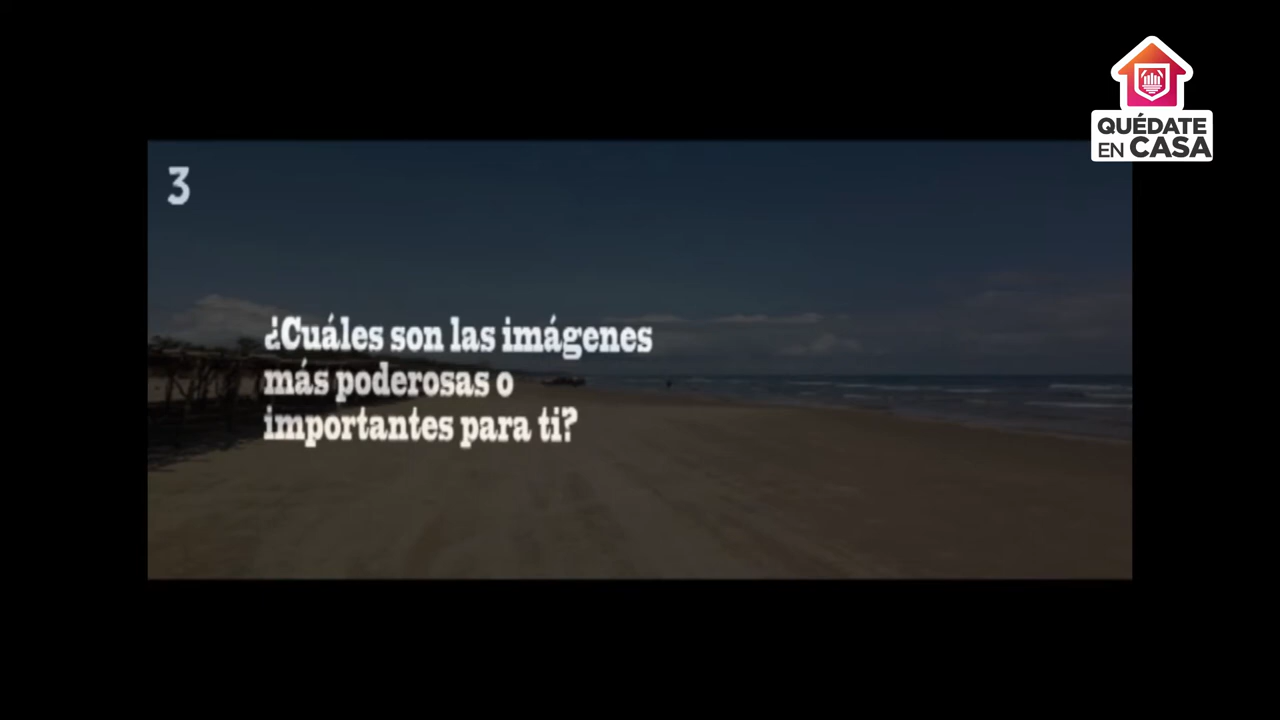 QUÉDATE
EN CASA
3
¿Cuáles son las imágenes
más poderosas o
importantes para ti?